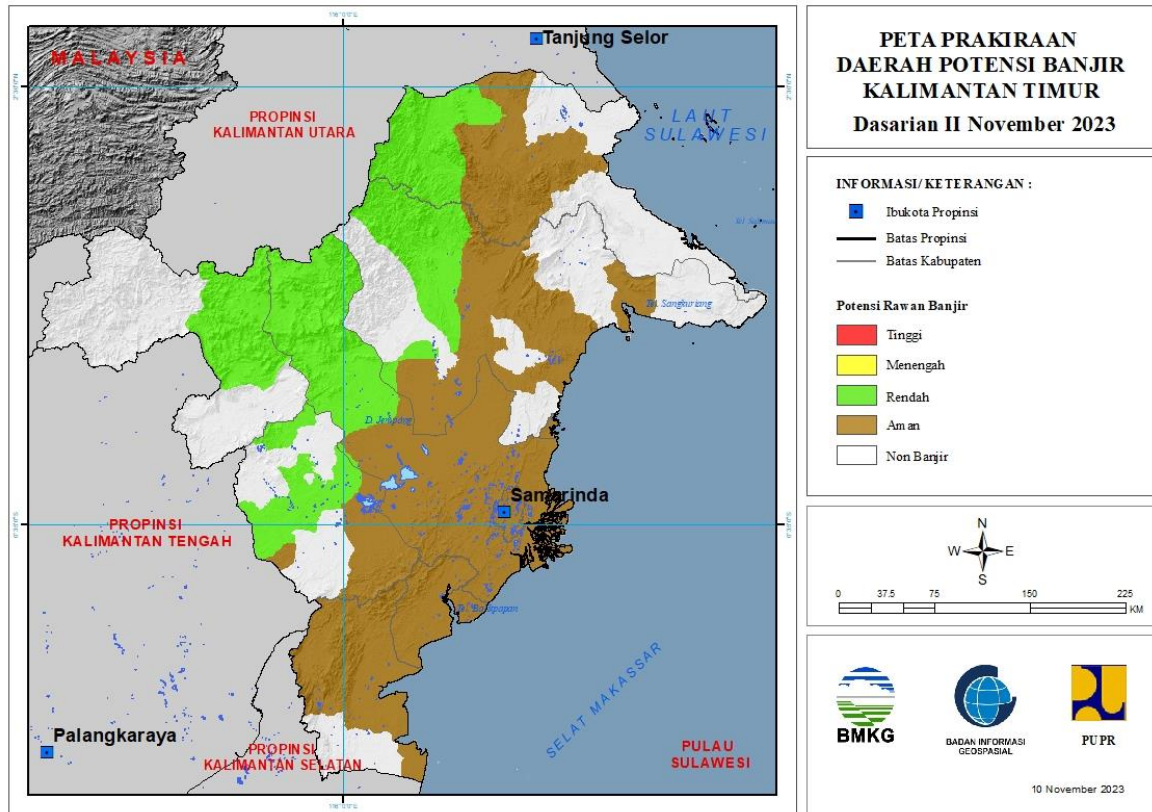 PETA PRAKIRAAN
DAERAH POTENSI BANJIR
KALIMANTAN TIMUR
Dasarian II November 2023
INFORMASI/ KETERANGAN :
Ibukota Propinsi
Batas Propinsi
Batas Kabupaten
Potensi Rawan Banjir
Tinggi
Menengah
Rendah
Aman
Non Banjir
N
W E
S
0 37.5 75 150 225
KM
BMKG
BADAN INFORMASI
GEOSPASIAL
PUPR
10 November 2023
MALAYSIA
Tanjung Selor
PROPINSI
KALIMANTAN UTARA
LAUT
SULAWESI
Tel. Sangkuriang
D. Jempang
Samarinda
PROPINSI
KALIMANTAN TENGAH
SELAT MAKASSAR
Palangkaraya
PROPINSI
KALIMANTAN SELATAN
PULAU
SULAWESI